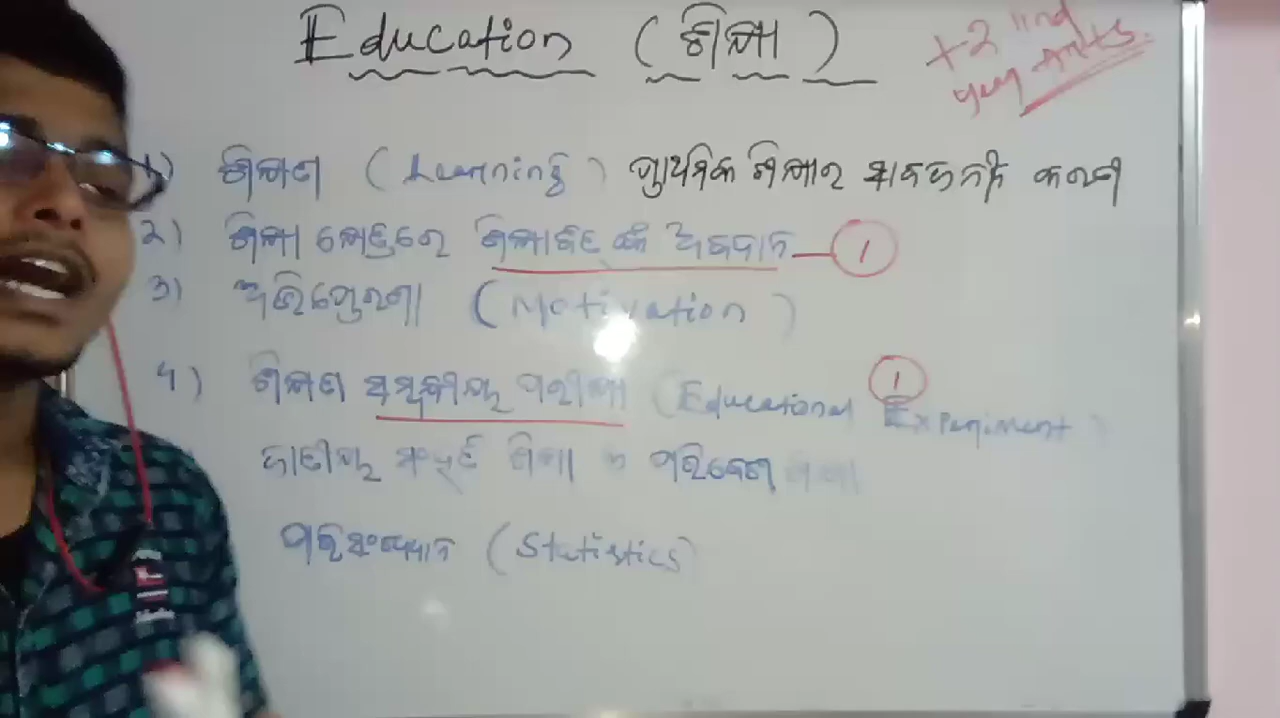 Education (ଶିକ୍ଷା)
+2 IInd
year Arts
1) ଶିକ୍ଷଣ (Learning) ପ୍ରାଥମିକ ଶିକ୍ଷାର ସାବଜନୀନ କରଣ
2) ଶିକ୍ଷା କ୍ଷେତ୍ରରେ ଶିକ୍ଷାବିତ୍ ଙ୍କ ଅବଦାନ — 1
3) ଅଭିପ୍ରେରଣା (Motivation)
4) ଶିକ୍ଷଣ ସମ୍ବନ୍ଧୀୟ ପରୀକ୍ଷା (Educational Experiment) 1
ଜାତୀୟ ସଂହତି ଶିକ୍ଷା ଓ ପରିବେଶ ଶିକ୍ଷା
ପରିସଂଖ୍ୟାନ (Statistics)